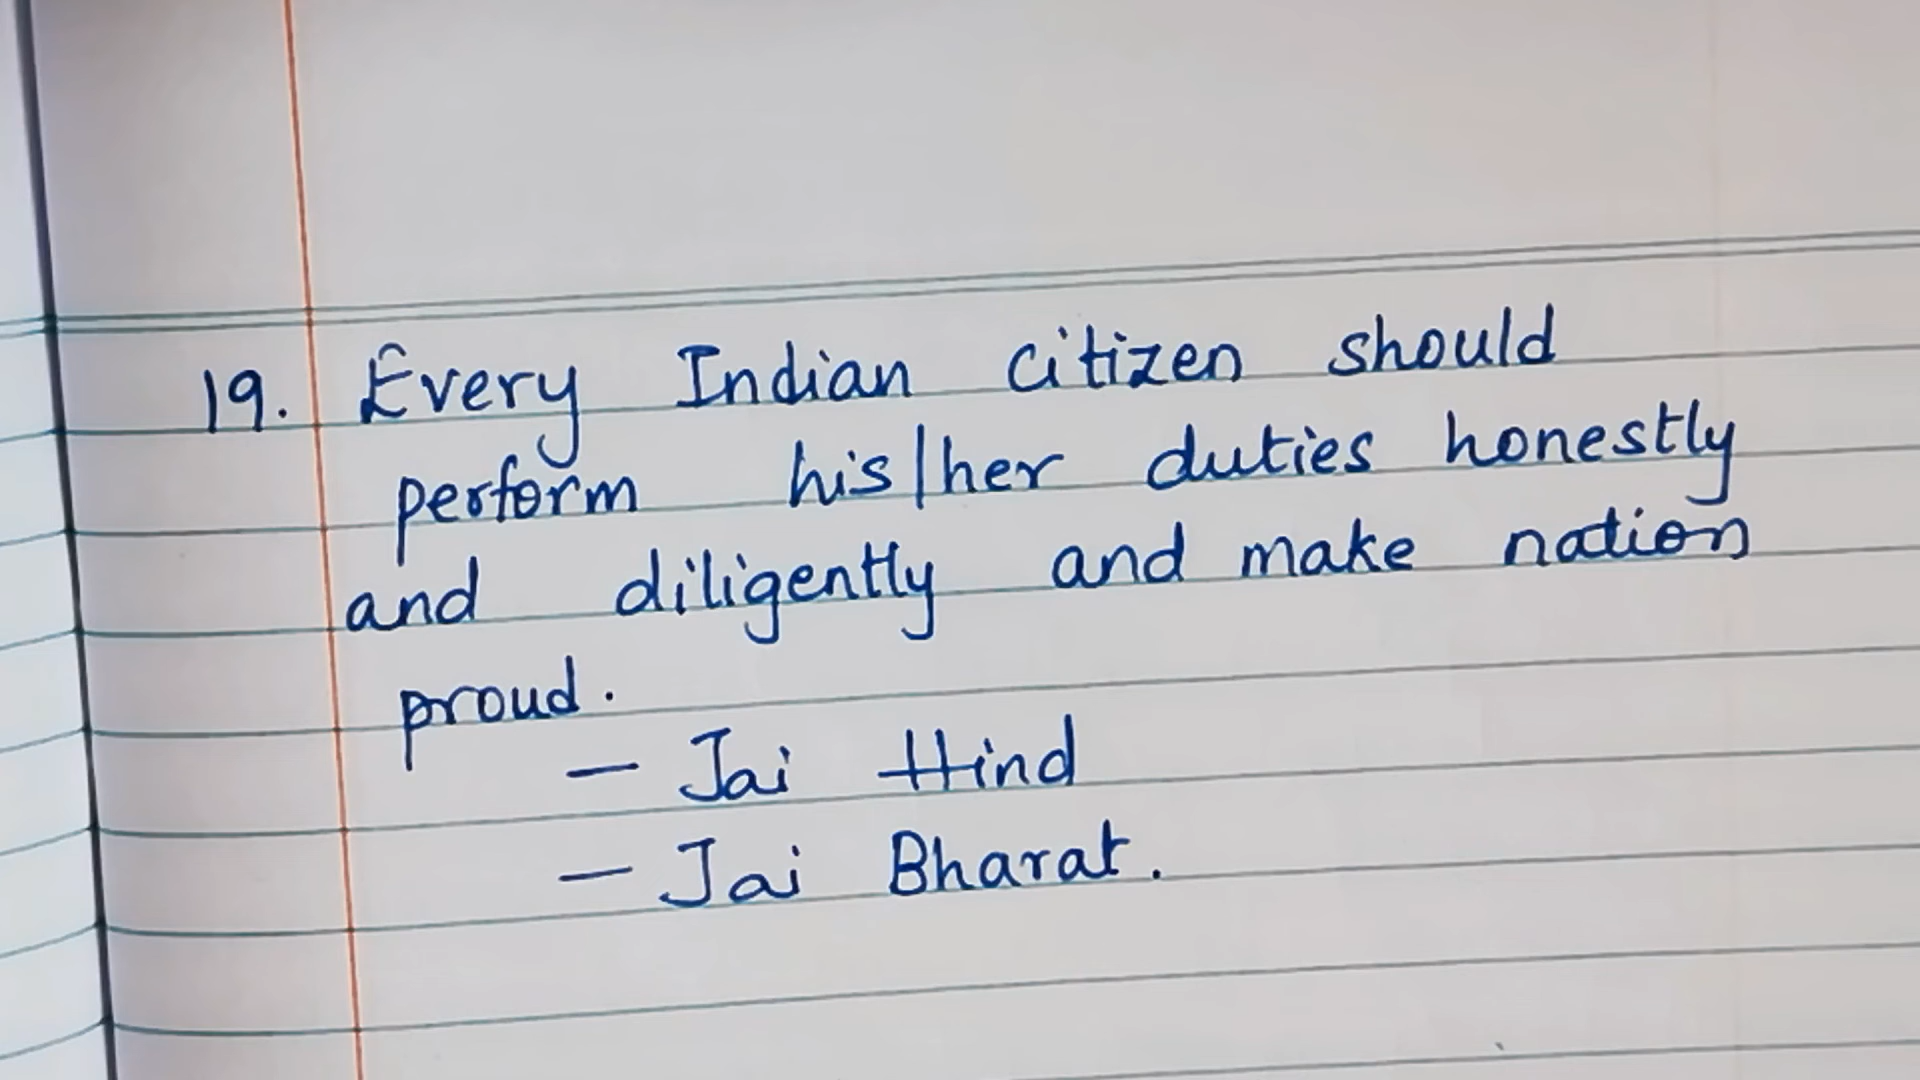 19. Every Indian citizen should
perform his/her duties honestly
and diligently and make nation
proud.
- Jai Hind
- Jai Bharat.